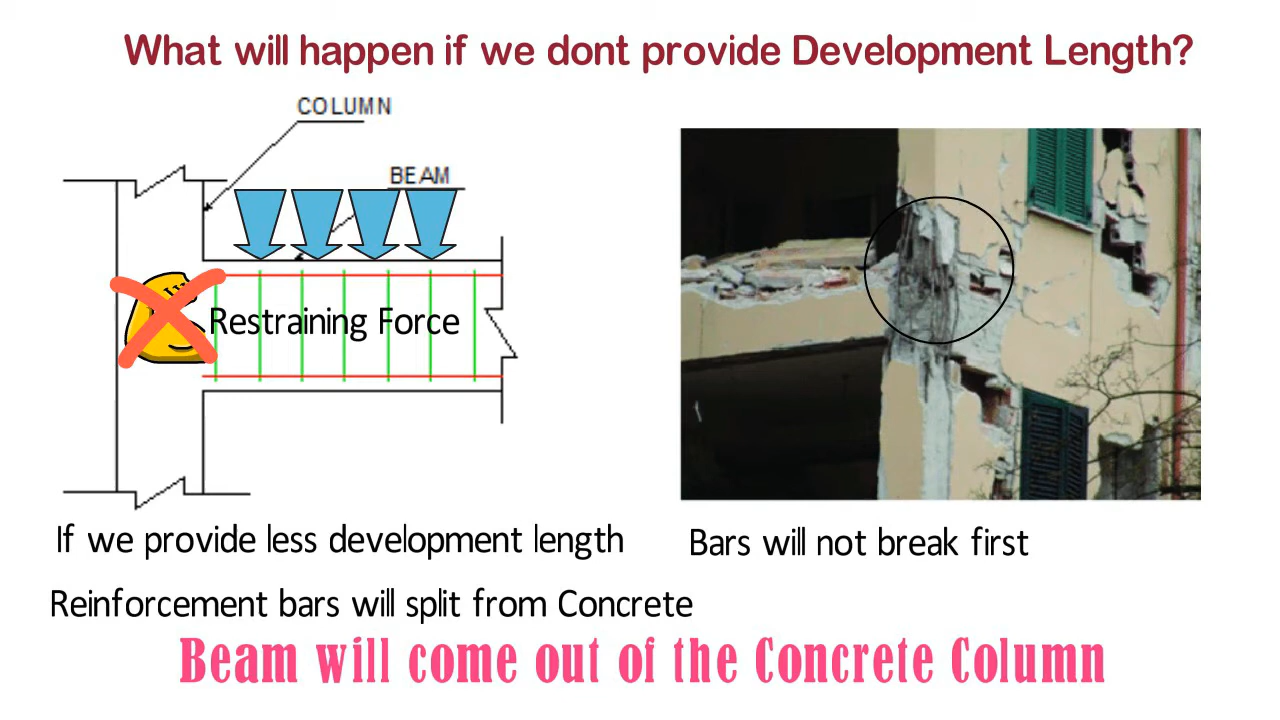 What will happen if we dont provide Development Length?
COLUMN
BEAM
Restraining Force
If we provide less development length
Bars will not break first
Reinforcement bars will split from Concrete
Beam will come out of the Concrete Column